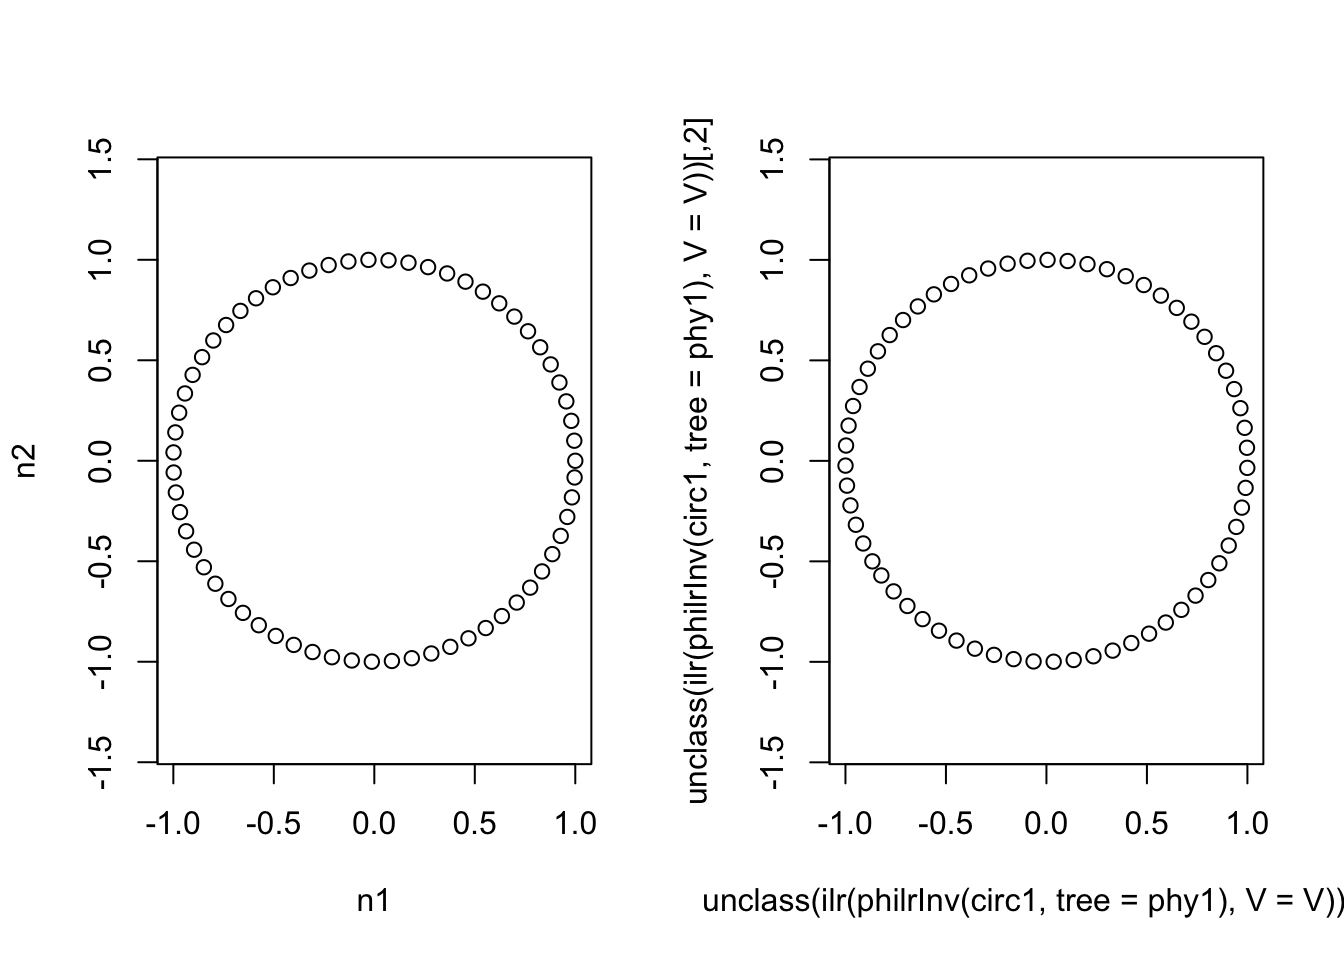 n2
1.5
1.0
0.5
0.0
-0.5
-1.0
-1.5
-1.0 -0.5 0.0 0.5 1.0
n1
unclass(ilr(philrInv(circ1, tree = phy1), V = V))[,2]
1.5
1.0
0.5
0.0
-0.5
-1.0
-1.5
-1.0 -0.5 0.0 0.5 1.0
unclass(ilr(philrInv(circ1, tree = phy1), V = V))